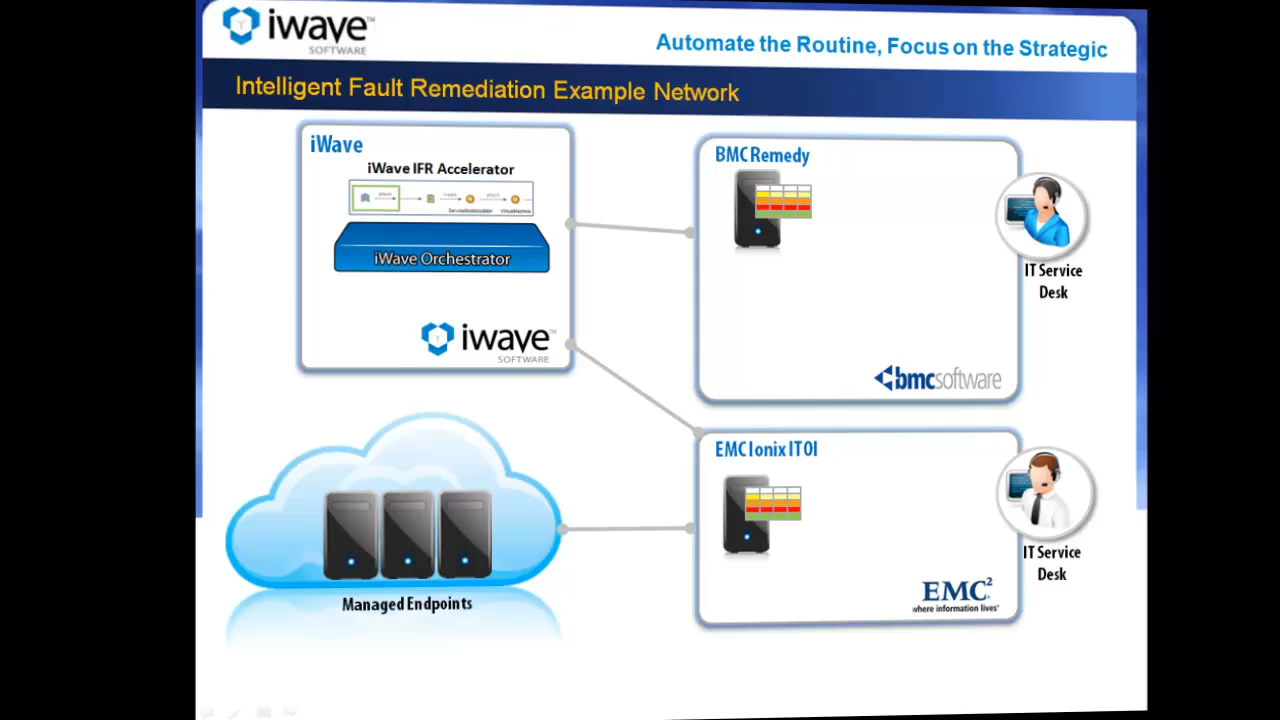 iwave™
SOFTWARE
Automate the Routine, Focus on the Strategic
Intelligent Fault Remediation Example Network
iWave
iWave IFR Accelerator
iWave Orchestrator
iwave™
SOFTWARE
BMC Remedy
IT Service
Desk
bmcsoftware
EMC Ionix ITOI
IT Service
Desk
EMC²
where information lives®
Managed Endpoints